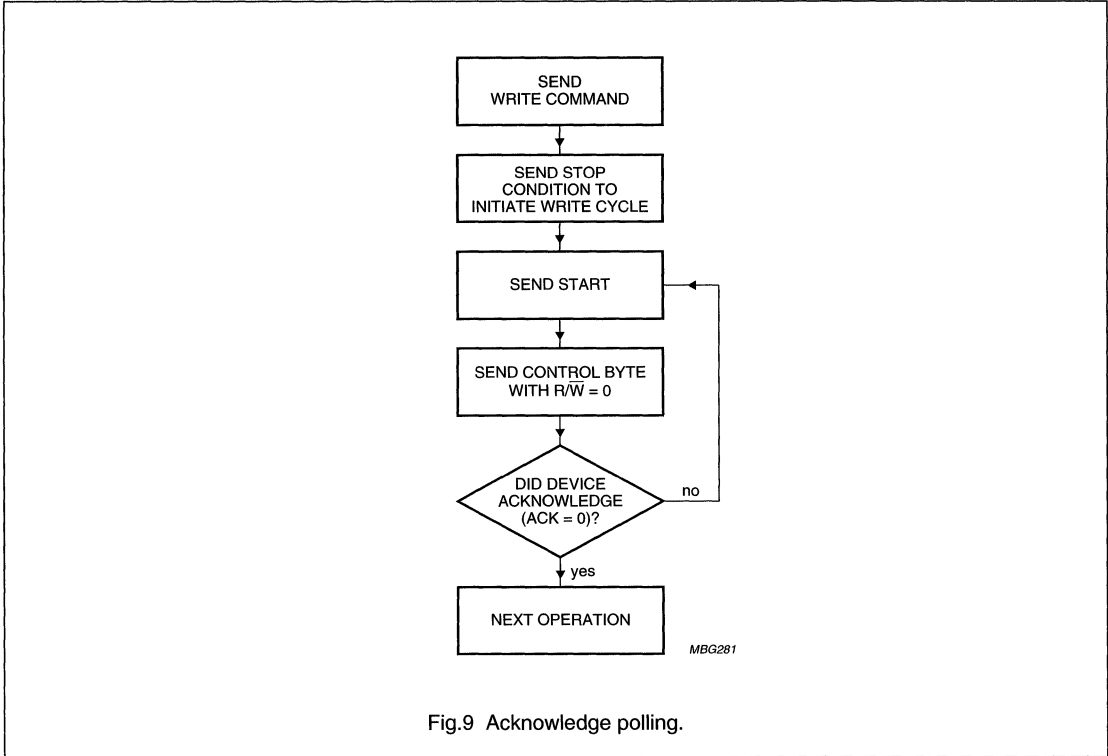 SEND
WRITE COMMAND
SEND STOP
CONDITION TO
INITIATE WRITE CYCLE
SEND START
SEND CONTROL BYTE
WITH R/W̅ = 0
DID DEVICE
ACKNOWLEDGE
(ACK = 0)?
no
yes
NEXT OPERATION
MBG281
Fig.9 Acknowledge polling.